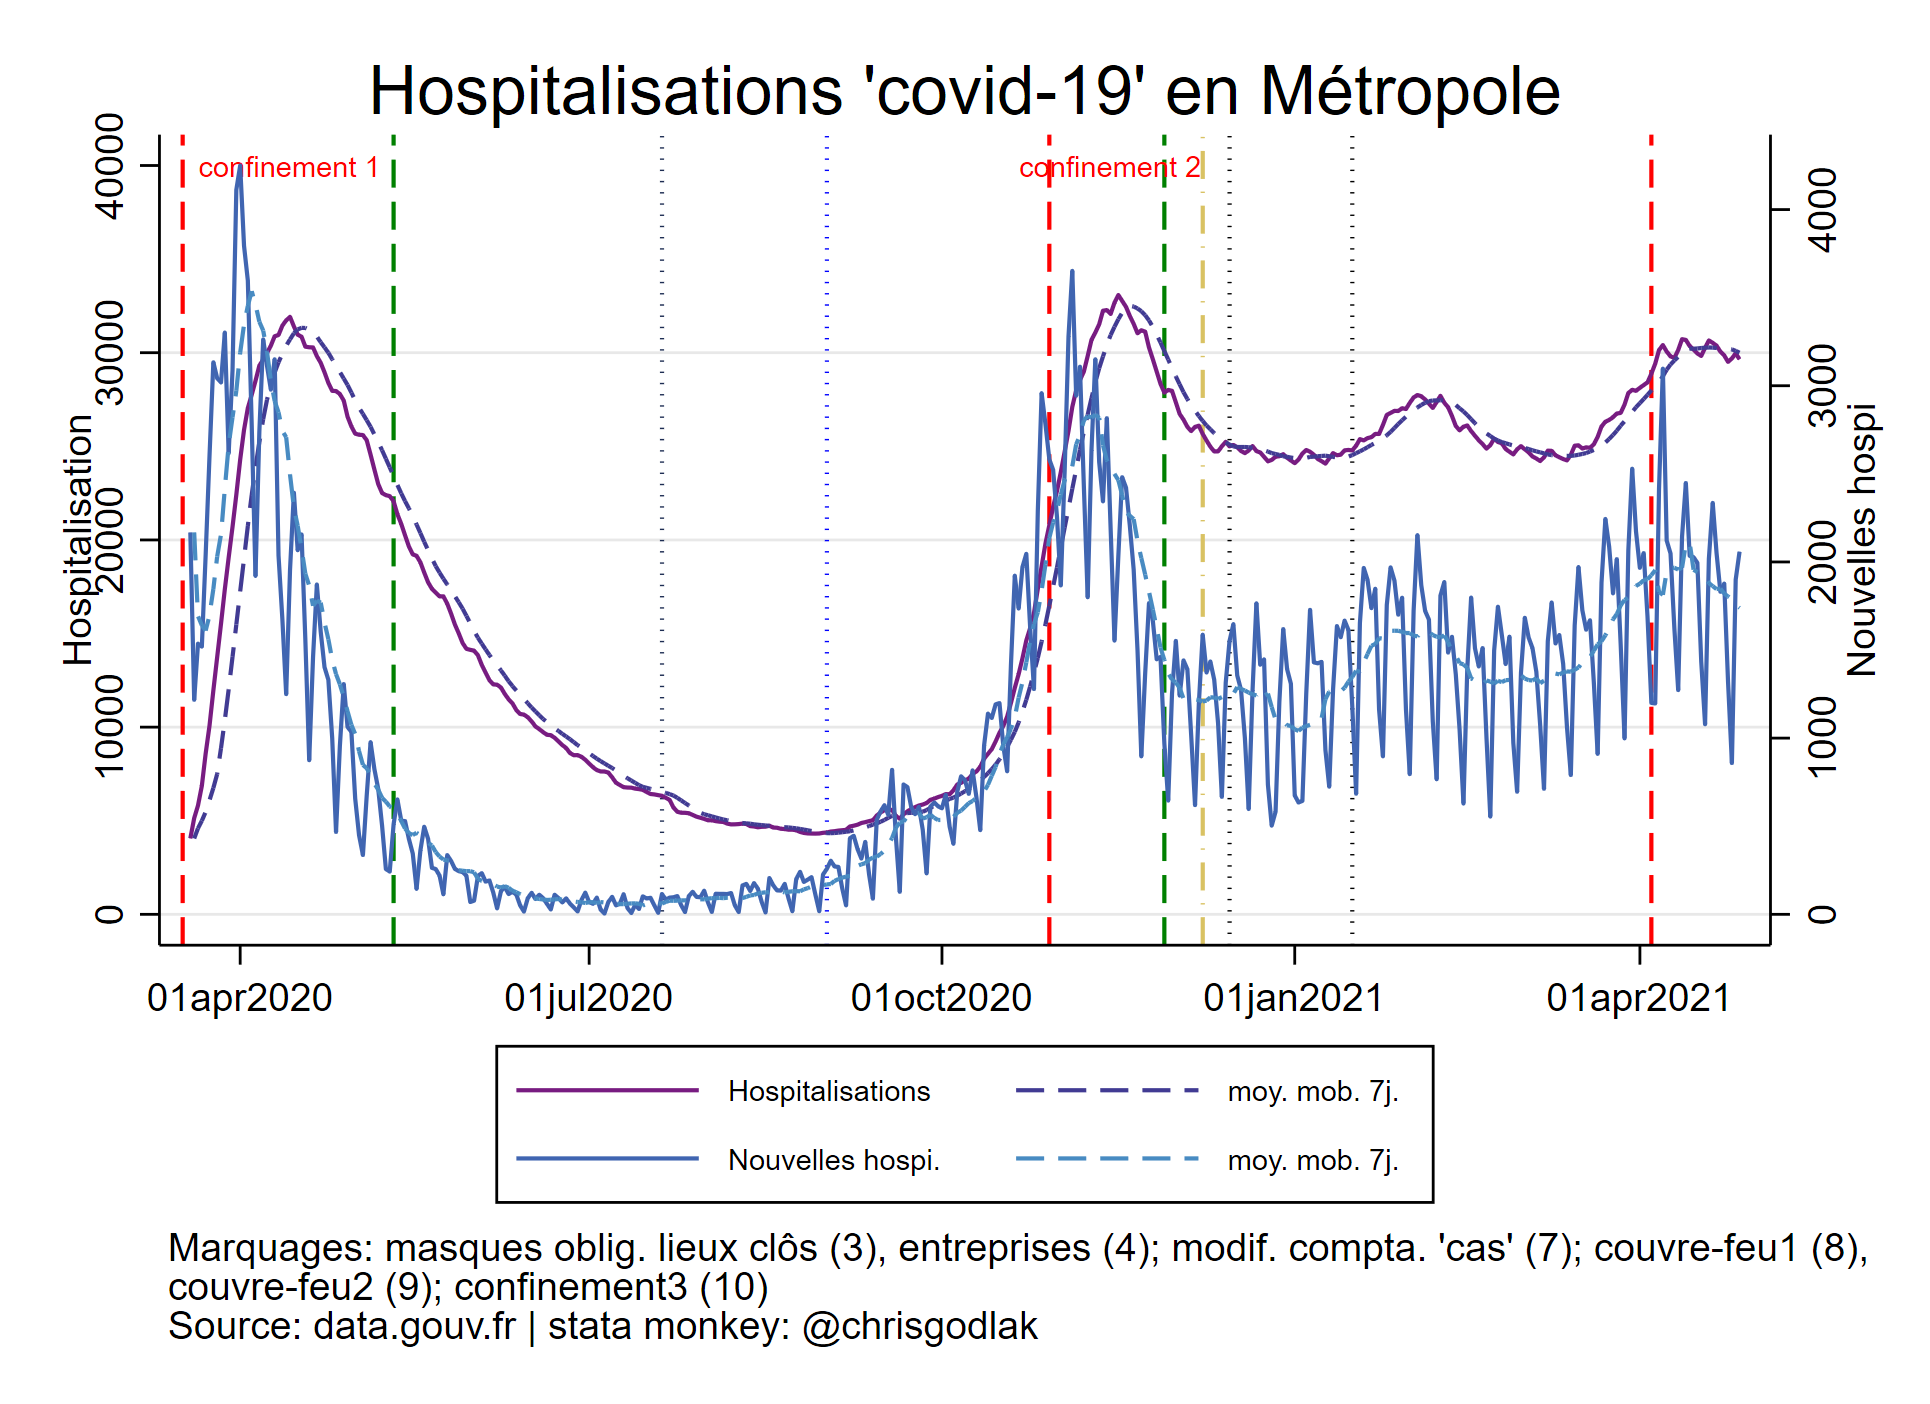 Hospitalisations 'covid-19' en Métropole
confinement 1
confinement 2
Hospitalisation
40000
30000
20000
10000
0
Nouvelles hospi
4000
3000
2000
1000
0
01apr2020
01jul2020
01oct2020
01jan2021
01apr2021
Hospitalisations
moy. mob. 7j.
Nouvelles hospi.
moy. mob. 7j.
Marquages: masques oblig. lieux clôs (3), entreprises (4); modif. compta. 'cas' (7); couvre-feu1 (8),
couvre-feu2 (9); confinement3 (10)
Source: data.gouv.fr | stata monkey: @chrisgodlak